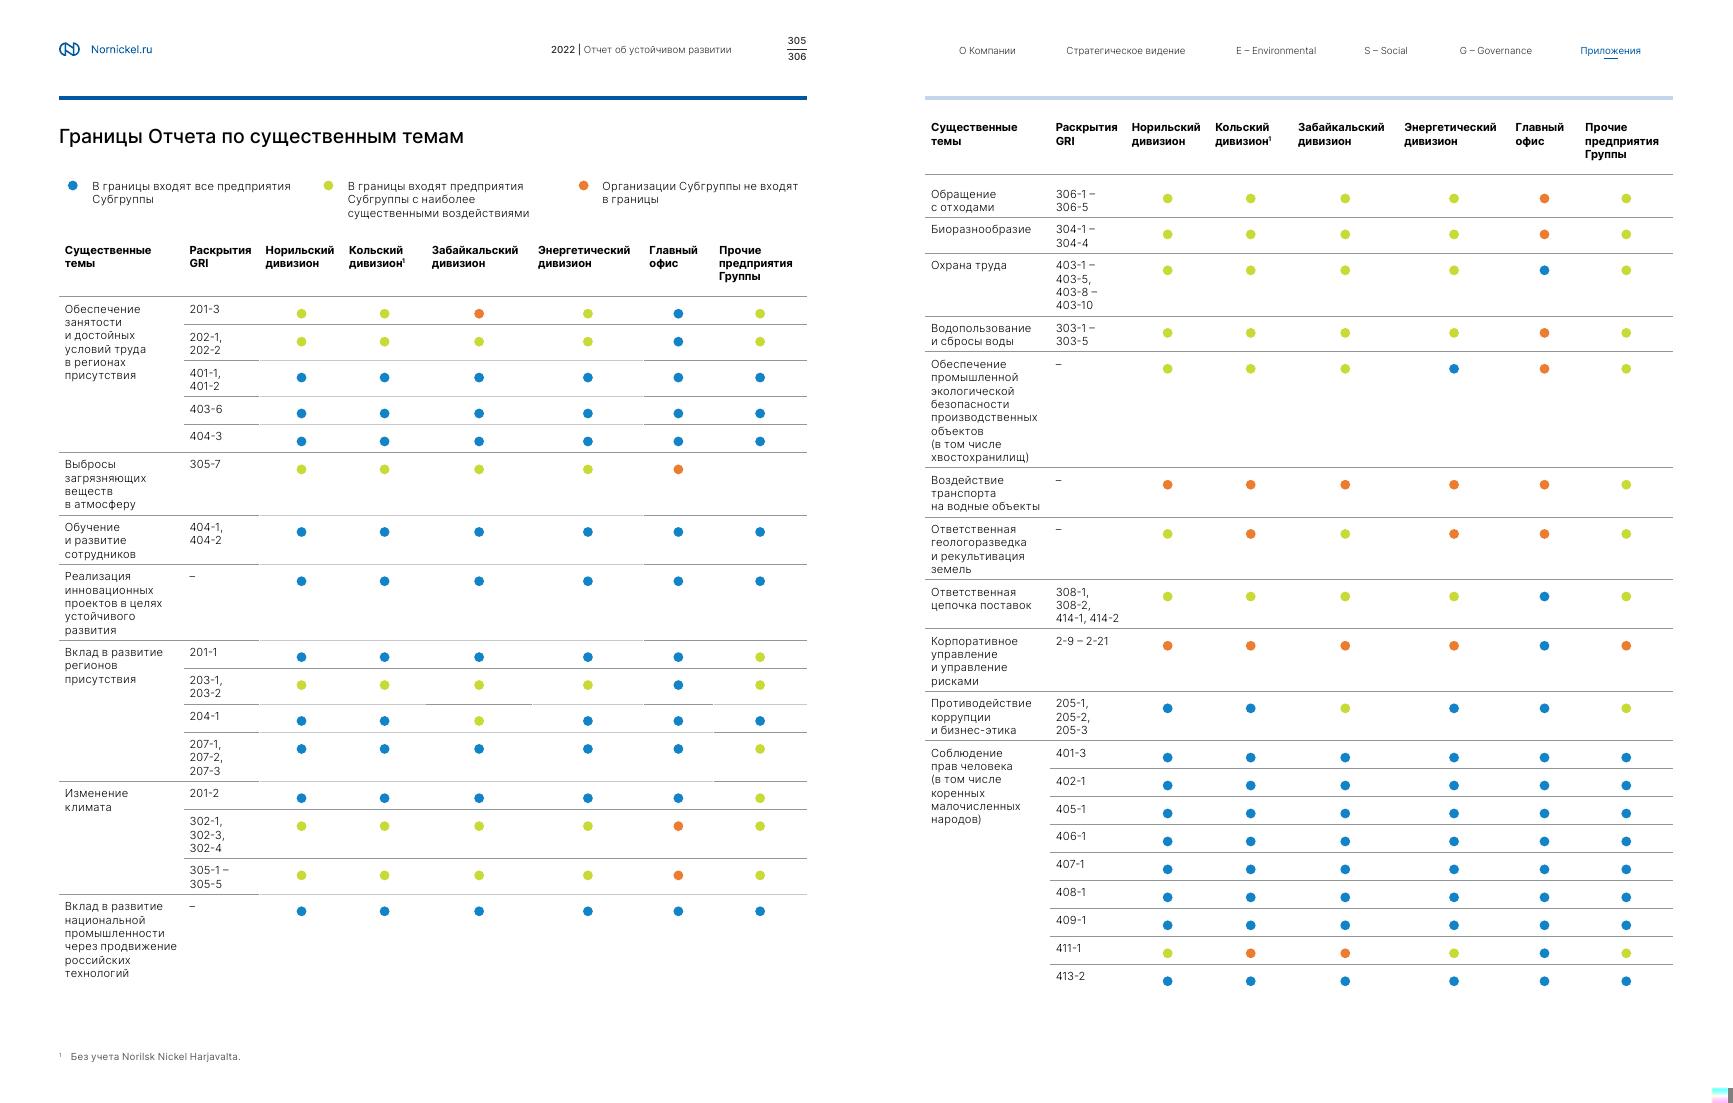 Nornickel.ru
2022 | Отчет об устойчивом развитии
305
306
Границы Отчета по существенным темам
В границы входят все предприятия
Субгруппы
В границы входят предприятия
Субгруппы с наиболее
существенными воздействиями
Организации Субгруппы не входят
в границы
Существенные
темы
Раскрытия
GRI
Норильский
дивизион
Кольский
дивизион¹
Забайкальский
дивизион
Энергетический
дивизион
Главный
офис
Прочие
предприятия
Группы
Обеспечение
занятости
и достойных
условий труда
в регионах
присутствия
201-3
202-1,
202-2
401-1,
401-2
403-6
404-3
Выбросы
загрязняющих
веществ
в атмосферу
305-7
Обучение
и развитие
сотрудников
404-1,
404-2
Реализация
инновационных
проектов в целях
устойчивого
развития
–
Вклад в развитие
регионов
присутствия
201-1
203-1,
203-2
204-1
207-1,
207-2,
207-3
Изменение
климата
201-2
302-1,
302-3,
302-4
305-1 –
305-5
Вклад в развитие
национальной
промышленности
через продвижение
российских
технологий
–
¹ Без учета Norilsk Nickel Harjavalta.
О Компании
Стратегическое видение
E – Environmental
S – Social
G – Governance
Приложения
Существенные
темы
Раскрытия
GRI
Норильский
дивизион
Кольский
дивизион¹
Забайкальский
дивизион
Энергетический
дивизион
Главный
офис
Прочие
предприятия
Группы
Обращение
с отходами
306-1 –
306-5
Биоразнообразие
304-1 –
304-4
Охрана труда
403-1 –
403-5,
403-8 –
403-10
Водопользование
и сбросы воды
303-1 –
303-5
Обеспечение
промышленной
экологической
безопасности
производственных
объектов
(в том числе
хвостохранилищ)
–
Воздействие
транспорта
на водные объекты
–
Ответственная
геологоразведка
и рекультивация
земель
–
Ответственная
цепочка поставок
308-1,
308-2,
414-1, 414-2
Корпоративное
управление
и управление
рисками
2-9 – 2-21
Противодействие
коррупции
и бизнес-этика
205-1,
205-2,
205-3
Соблюдение
прав человека
(в том числе
коренных
малочисленных
народов)
401-3
402-1
405-1
406-1
407-1
408-1
409-1
411-1
413-2